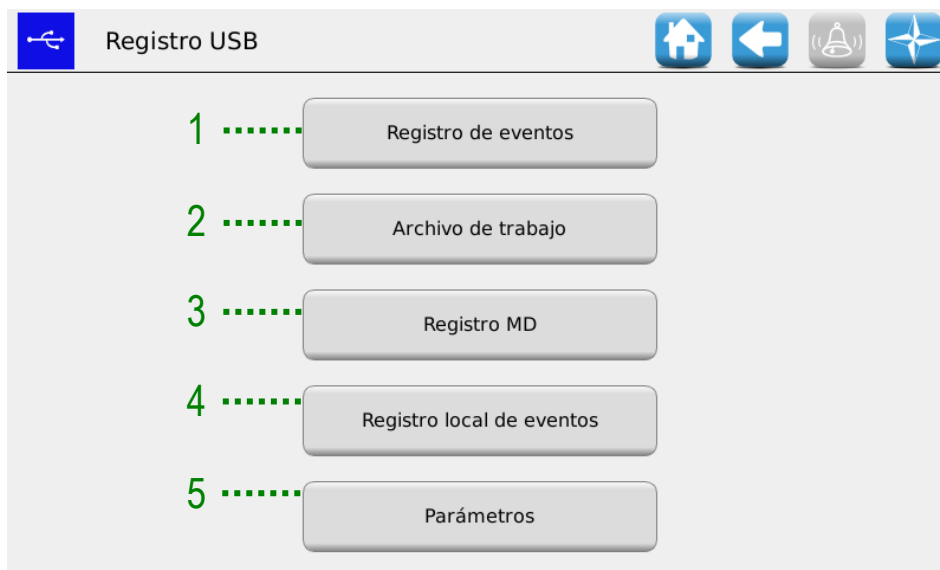 Registro USB
1 Registro de eventos
2 Archivo de trabajo
3 Registro MD
4 Registro local de eventos
5 Parámetros